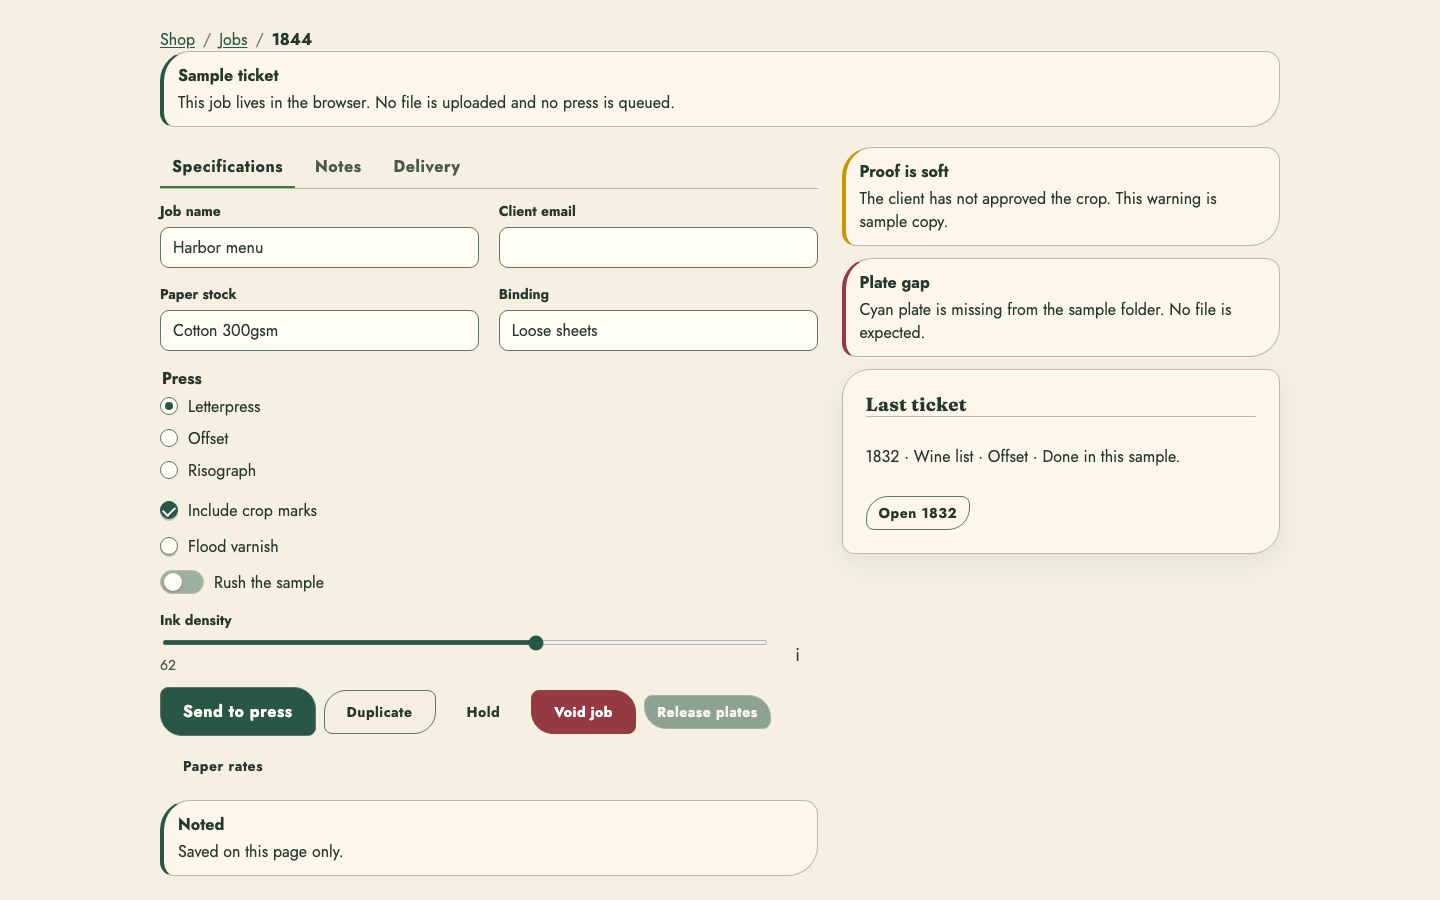 Shop / Jobs / 1844
Sample ticket
This job lives in the browser. No file is uploaded and no press is queued.
Specifications Notes Delivery
Job name
Harbor menu
Client email
Paper stock
Cotton 300gsm
Binding
Loose sheets
Press
Letterpress
Offset
Risograph
Include crop marks
Flood varnish
Rush the sample
Ink density
62
i
Send to press Duplicate Hold Void job Release plates
Paper rates
Noted
Saved on this page only.
Proof is soft
The client has not approved the crop. This warning is
sample copy.
Plate gap
Cyan plate is missing from the sample folder. No file is
expected.
Last ticket
1832 · Wine list · Offset · Done in this sample.
Open 1832